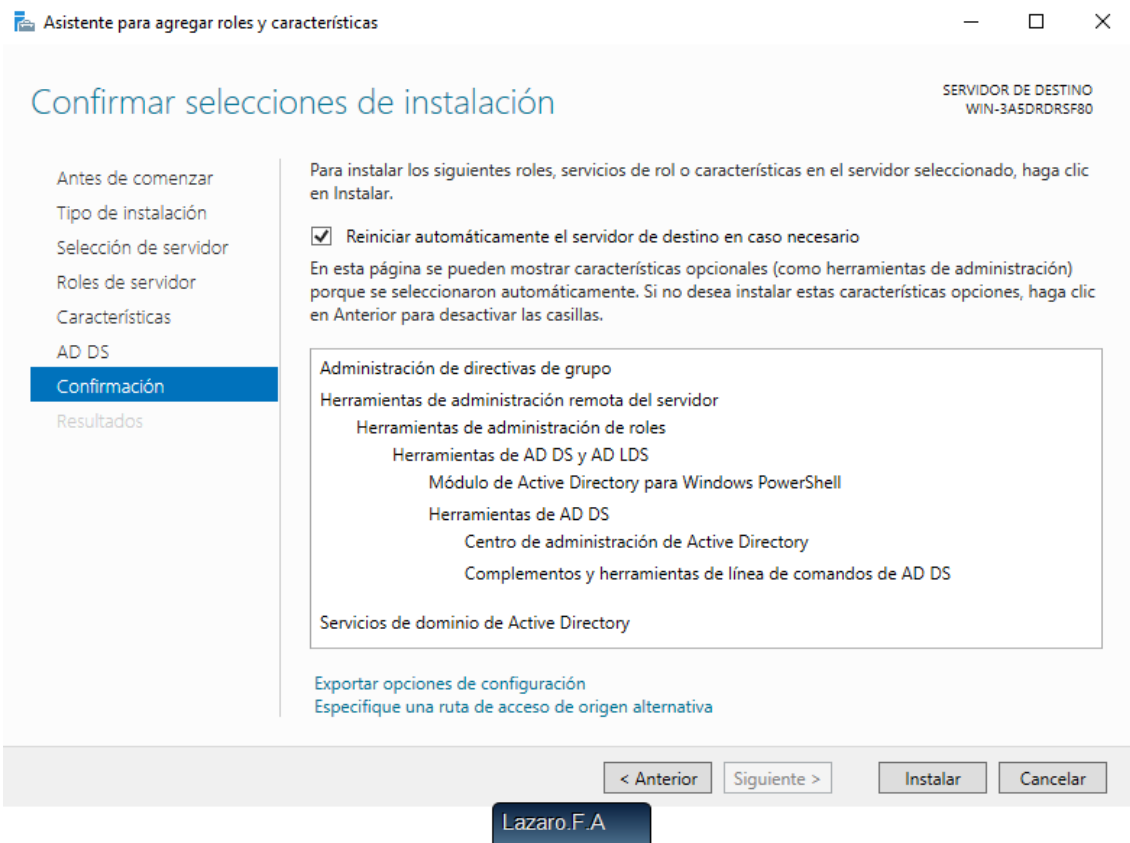 Asistente para agregar roles y características
Confirmar selecciones de instalación
SERVIDOR DE DESTINO
WIN-3A5DRDRSF80
Antes de comenzar
Tipo de instalación
Selección de servidor
Roles de servidor
Características
AD DS
Confirmación
Resultados
Para instalar los siguientes roles, servicios de rol o características en el servidor seleccionado, haga clic
en Instalar.
Reiniciar automáticamente el servidor de destino en caso necesario
En esta página se pueden mostrar características opcionales (como herramientas de administración)
porque se seleccionaron automáticamente. Si no desea instalar estas características opciones, haga clic
en Anterior para desactivar las casillas.
Administración de directivas de grupo
Herramientas de administración remota del servidor
Herramientas de administración de roles
Herramientas de AD DS y AD LDS
Módulo de Active Directory para Windows PowerShell
Herramientas de AD DS
Centro de administración de Active Directory
Complementos y herramientas de línea de comandos de AD DS
Servicios de dominio de Active Directory
Exportar opciones de configuración
Especifique una ruta de acceso de origen alternativa
< Anterior
Siguiente >
Instalar
Cancelar
Lazaro.F.A